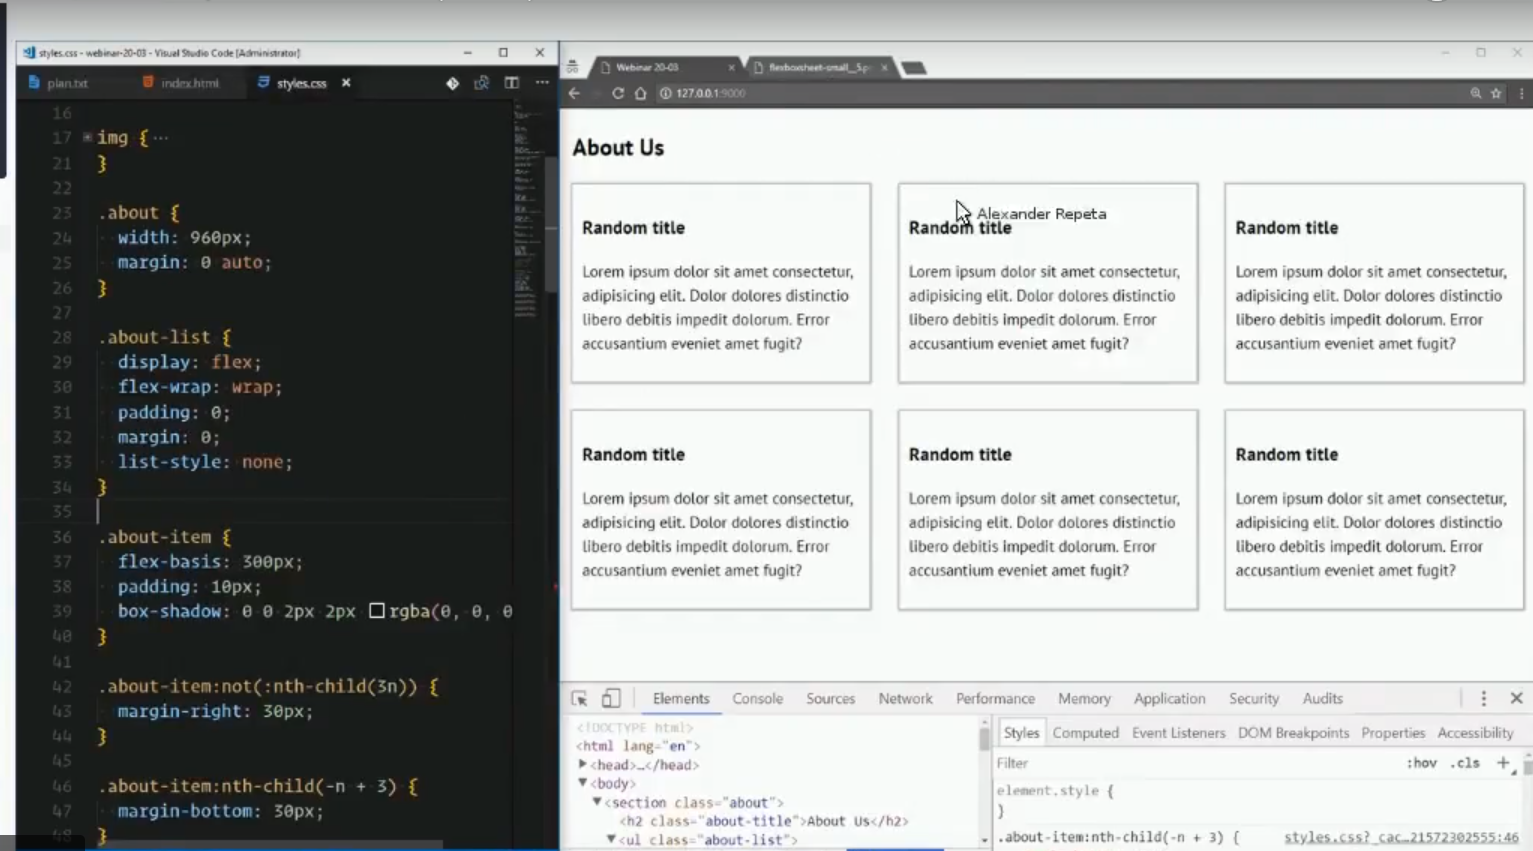 styles.css - webinar-20-03 - Visual Studio Code [Administrator]
plan.txt index.html styles.css
16
17 img { ···
21 }
22
23 .about {
24 width: 960px;
25 margin: 0 auto;
26 }
27
28 .about-list {
29 display: flex;
30 flex-wrap: wrap;
31 padding: 0;
32 margin: 0;
33 list-style: none;
34 }
35
36 .about-item {
37 flex-basis: 300px;
38 padding: 10px;
39 box-shadow: 0 0 2px 2px rgba(0, 0, 0
40 }
41
42 .about-item:not(:nth-child(3n)) {
43 margin-right: 30px;
44 }
45
46 .about-item:nth-child(-n + 3) {
47 margin-bottom: 30px;
48 }
Webinar 20-03 flexboxsheet-small_5.p
127.0.0.1:9000
About Us
Alexander Repeta
Random title
Lorem ipsum dolor sit amet consectetur,
adipisicing elit. Dolor dolores distinctio
libero debitis impedit dolorum. Error
accusantium eveniet amet fugit?
Random title
Lorem ipsum dolor sit amet consectetur,
adipisicing elit. Dolor dolores distinctio
libero debitis impedit dolorum. Error
accusantium eveniet amet fugit?
Random title
Lorem ipsum dolor sit amet consectetur,
adipisicing elit. Dolor dolores distinctio
libero debitis impedit dolorum. Error
accusantium eveniet amet fugit?
Random title
Lorem ipsum dolor sit amet consectetur,
adipisicing elit. Dolor dolores distinctio
libero debitis impedit dolorum. Error
accusantium eveniet amet fugit?
Random title
Lorem ipsum dolor sit amet consectetur,
adipisicing elit. Dolor dolores distinctio
libero debitis impedit dolorum. Error
accusantium eveniet amet fugit?
Random title
Lorem ipsum dolor sit amet consectetur,
adipisicing elit. Dolor dolores distinctio
libero debitis impedit dolorum. Error
accusantium eveniet amet fugit?
Elements Console Sources Network Performance Memory Application Security Audits
<!DOCTYPE html>
<html lang="en">
<head>…</head>
<body>
<section class="about">
<h2 class="about-title">About Us</h2>
<ul class="about-list">
Styles Computed Event Listeners DOM Breakpoints Properties Accessibility
Filter :hov .cls +
element.style {
}
.about-item:nth-child(-n + 3) { styles.css?_cac…21572302555:46